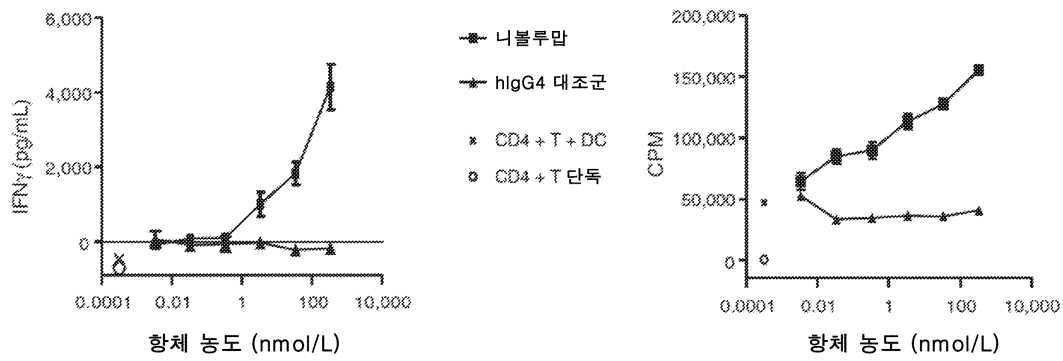 6,000
4,000
2,000
0
IFNγ (pg/mL)
0.0001 0.01 1 100 10,000
항체 농도 (nmol/L)
니볼루맙
hIgG4 대조군
CD4 + T + DC
CD4 + T 단독
200,000
150,000
100,000
50,000
0
CPM
0.0001 0.01 1 100 10,000
항체 농도 (nmol/L)